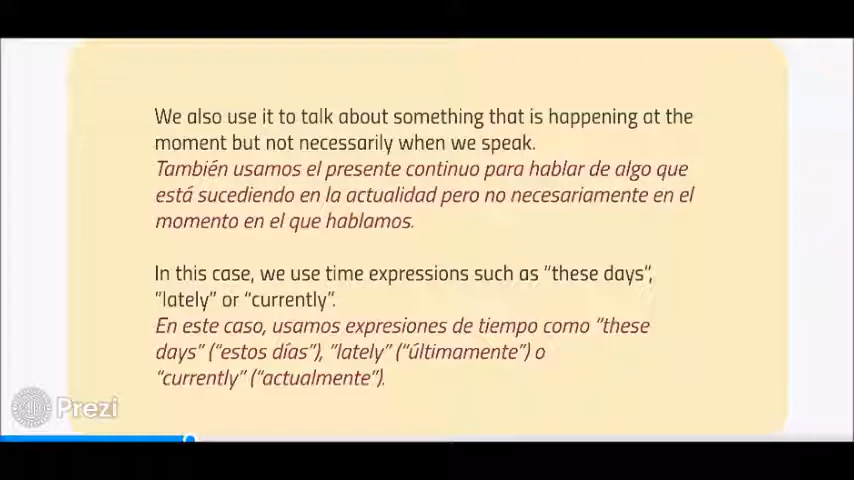 We also use it to talk about something that is happening at the
moment but not necessarily when we speak.
También usamos el presente continuo para hablar de algo que
está sucediendo en la actualidad pero no necesariamente en el
momento en el que hablamos.
In this case, we use time expressions such as "these days",
"lately" or "currently".
En este caso, usamos expresiones de tiempo como "these
days" ("estos días"), "lately" ("últimamente") o
"currently" ("actualmente").
Prezi